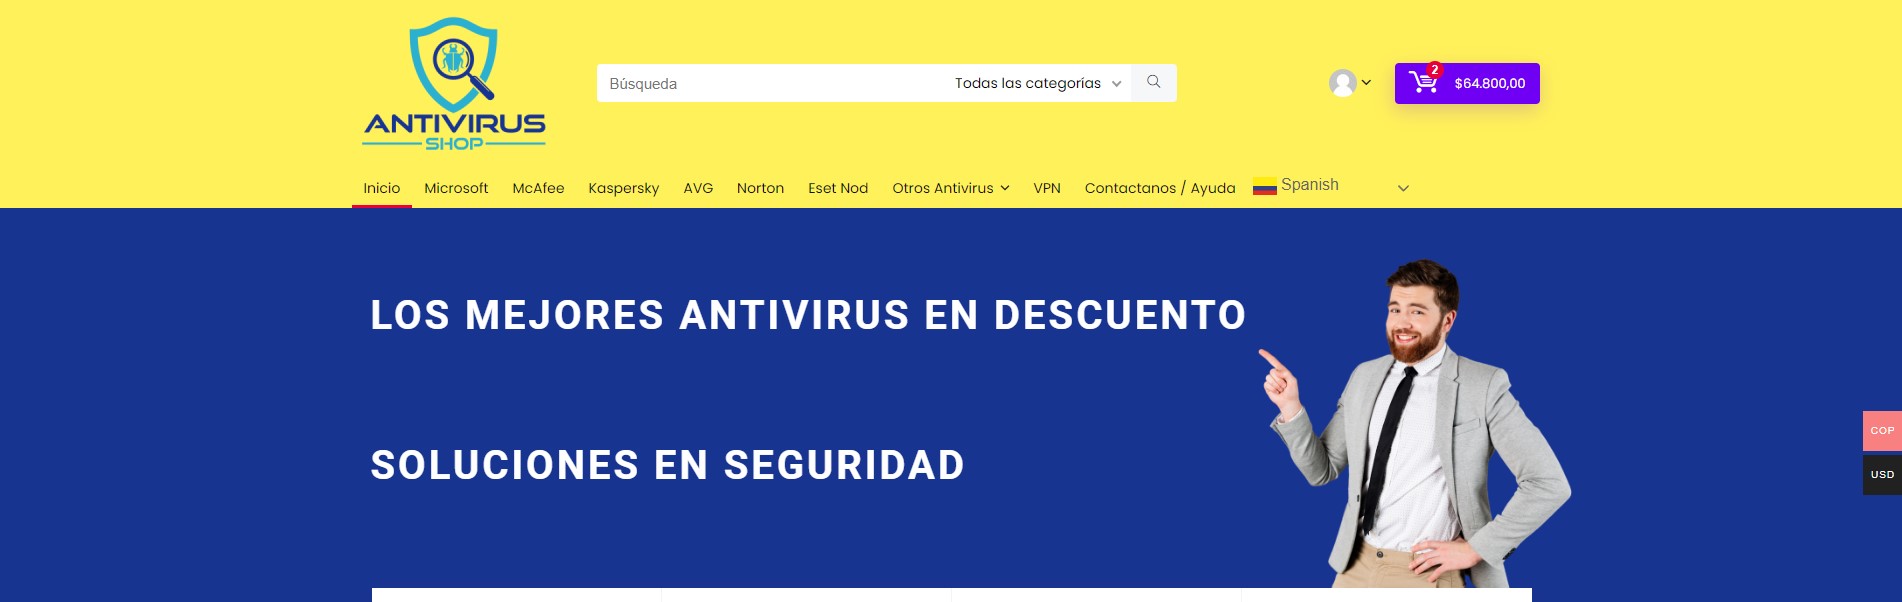 ANTIVIRUS
SHOP
Búsqueda
Todas las categorías
2
$64.800,00
Inicio Microsoft McAfee Kaspersky AVG Norton Eset Nod Otros Antivirus VPN Contactanos / Ayuda Spanish
LOS MEJORES ANTIVIRUS EN DESCUENTO
SOLUCIONES EN SEGURIDAD
COP
USD